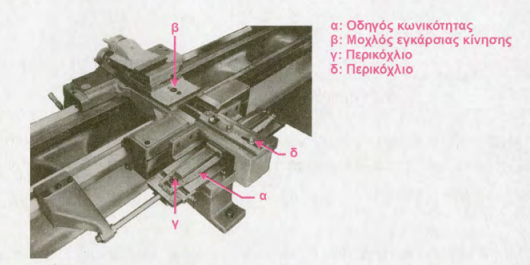 β
α: Οδηγός κωνικότητας
β: Μοχλός εγκάρσιας κίνησης
γ: Περικόχλιο
δ: Περικόχλιο
δ
α
γ